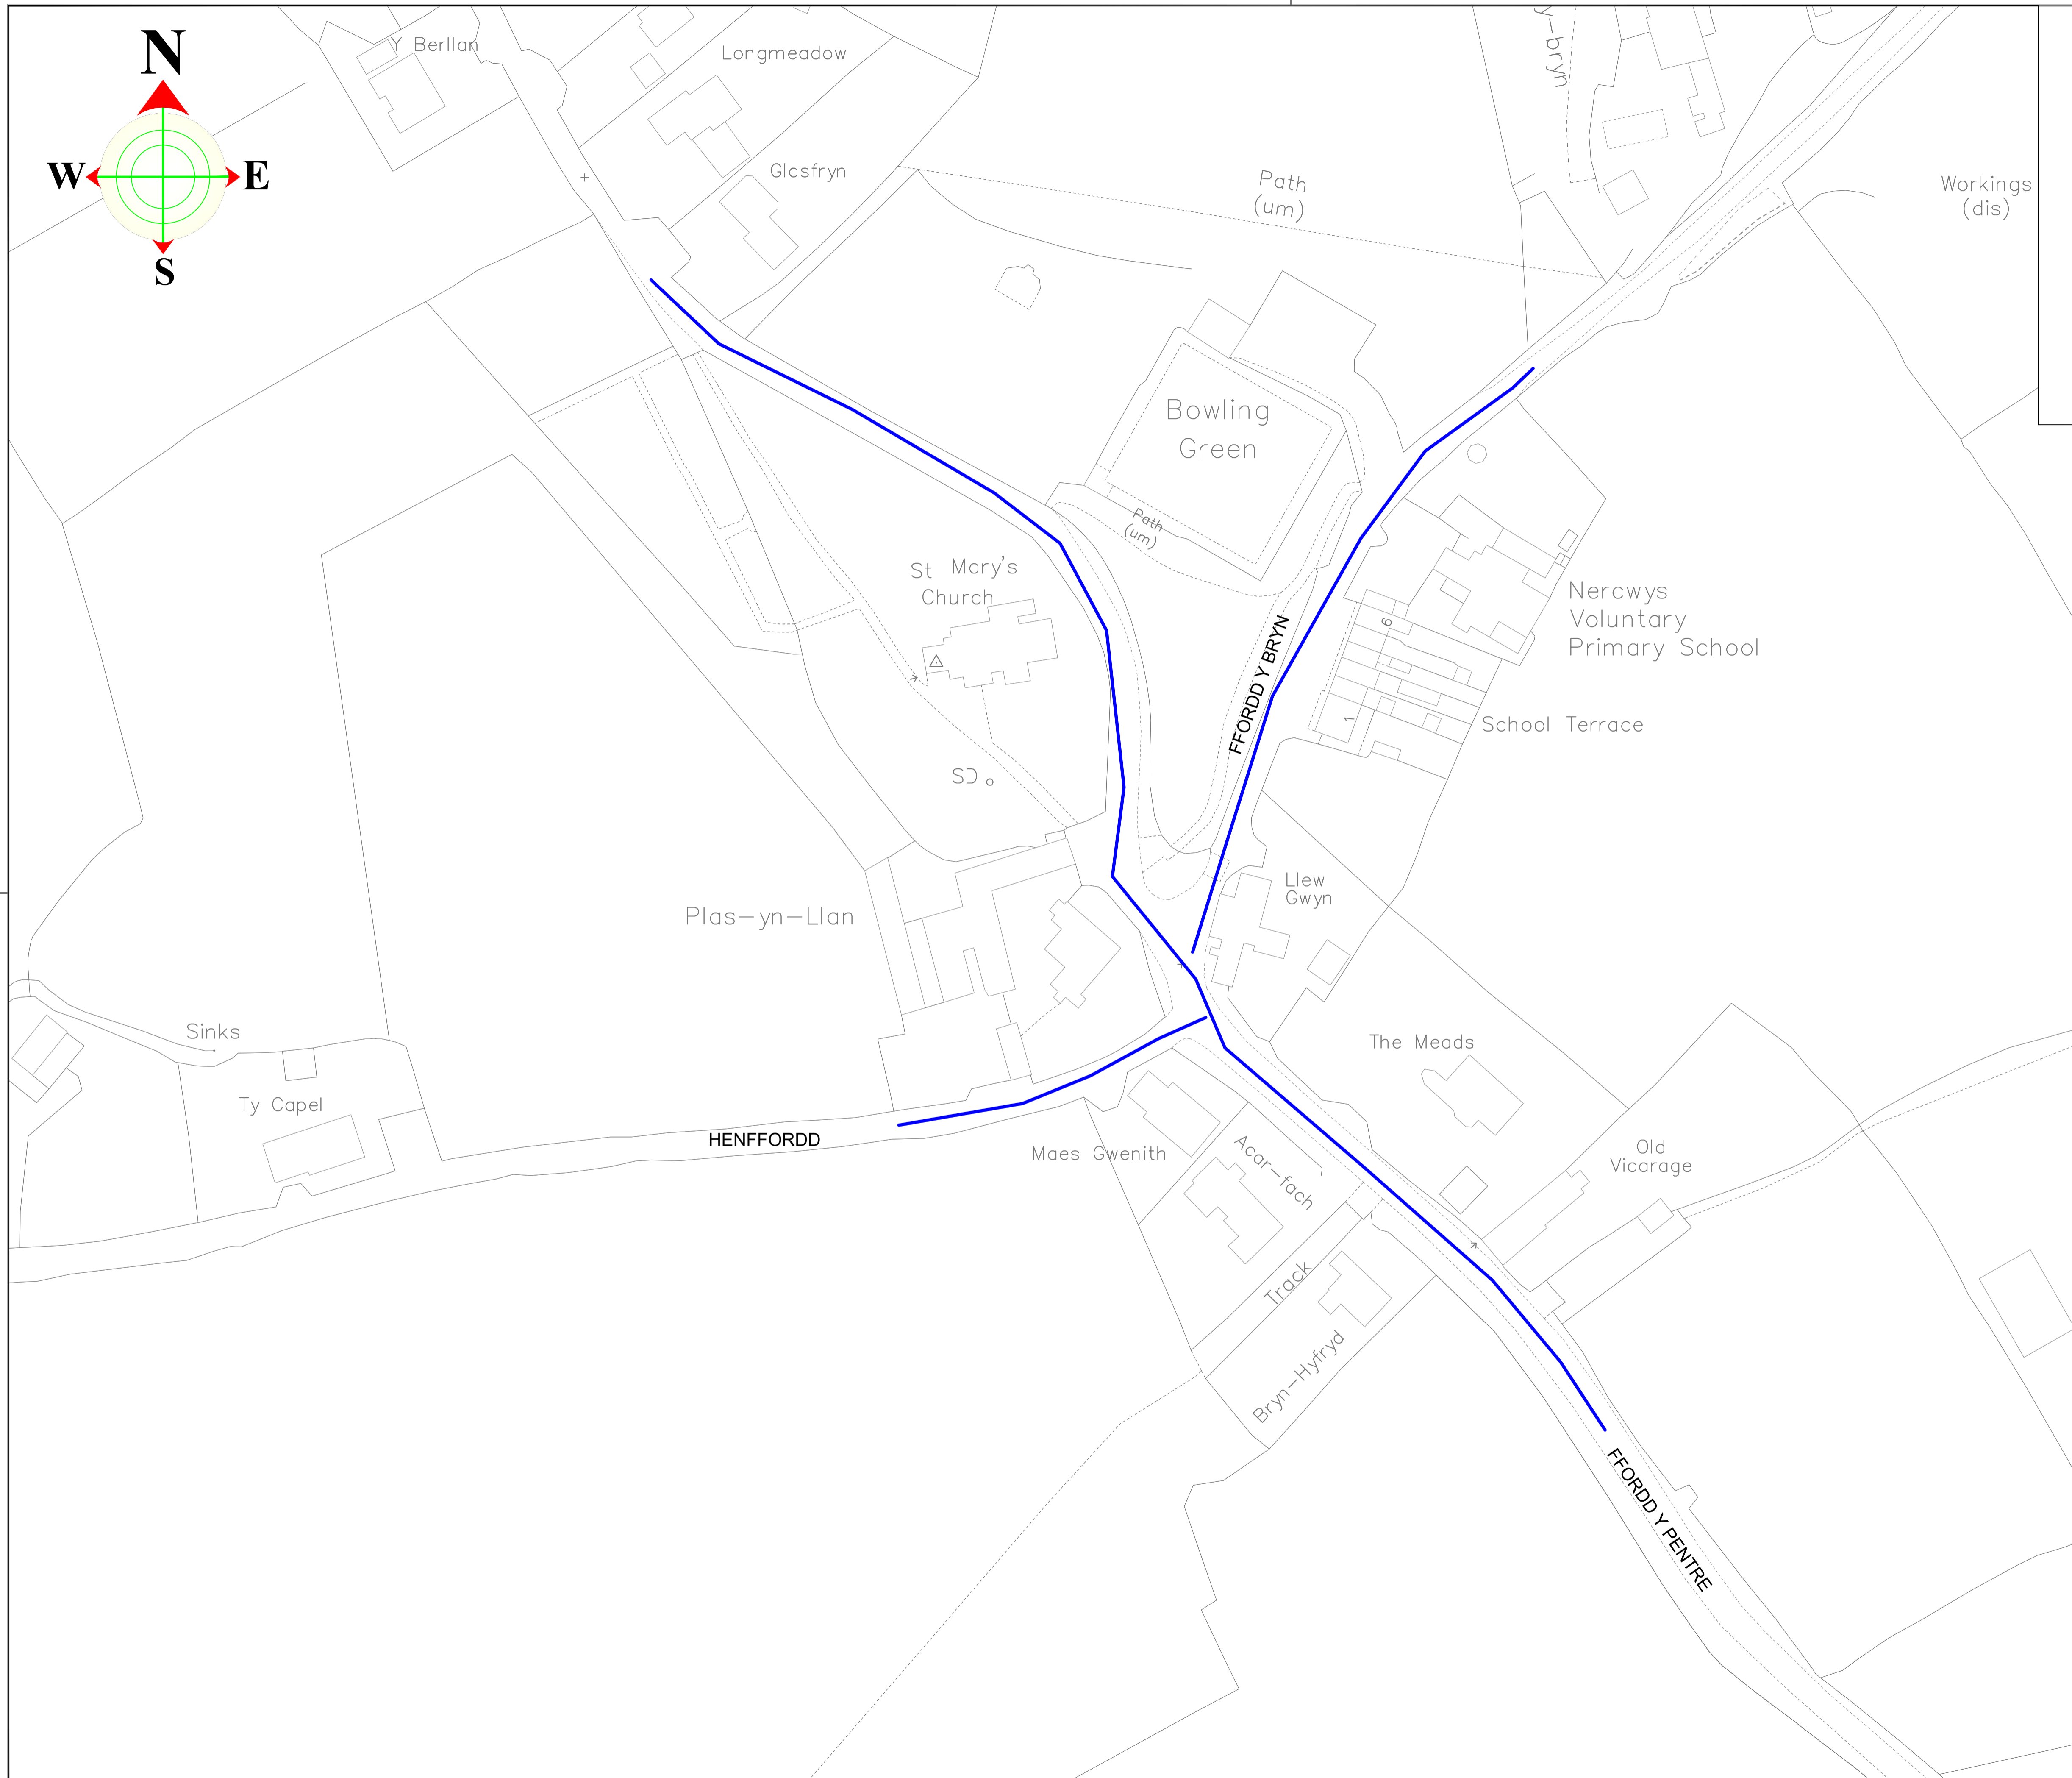 N
W
E
S
Y Berllan
Longmeadow
Glasfryn
y-bryn
Path
(um)
Workings
(dis)
Bowling
Green
Path
(um)
St Mary's
Church
FFORDD Y BRYN
Nercwys
Voluntary
Primary School
6
1
School Terrace
SD
Llew
Gwyn
Plas-yn-Llan
Sinks
The Meads
Ty Capel
HENFFORDD
Maes Gwenith
Acar-fach
Old
Vicarage
Track
Bryn-Hyfryd
FFORDD Y PENTRE